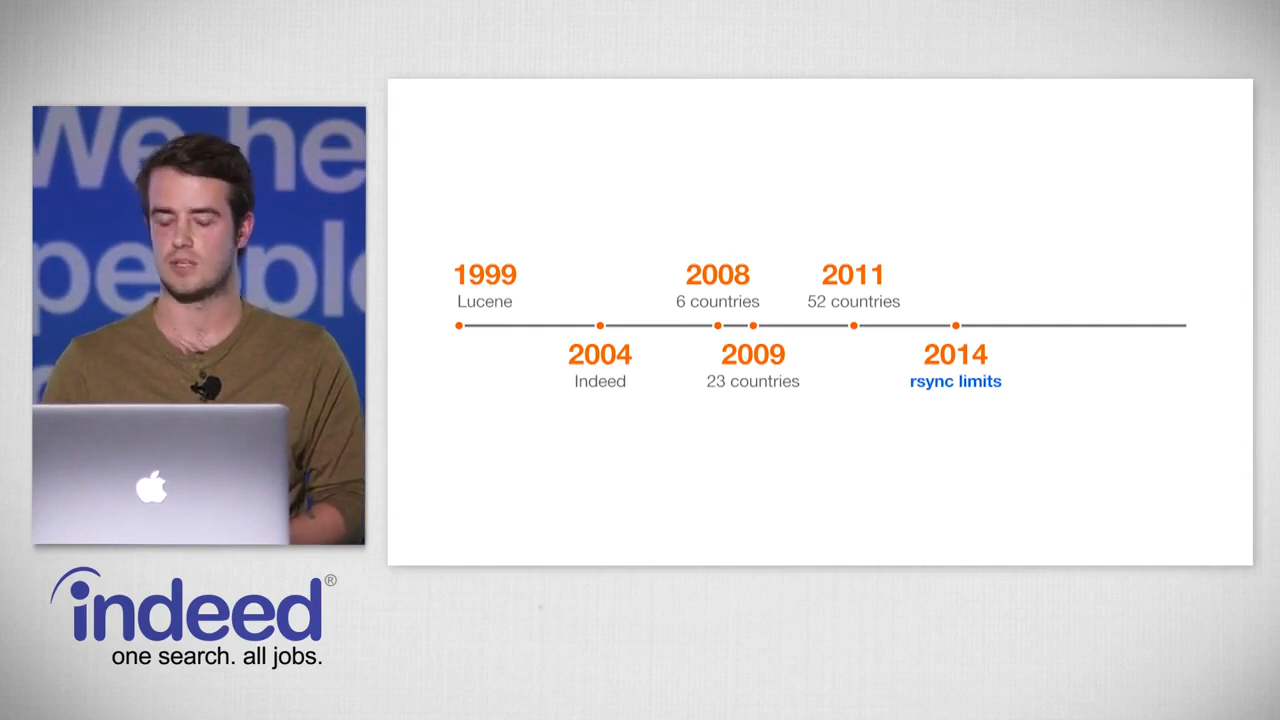 We he
people
1999
Lucene
2008
6 countries
2011
52 countries
2004
Indeed
2009
23 countries
2014
rsync limits
indeed®
one search. all jobs.